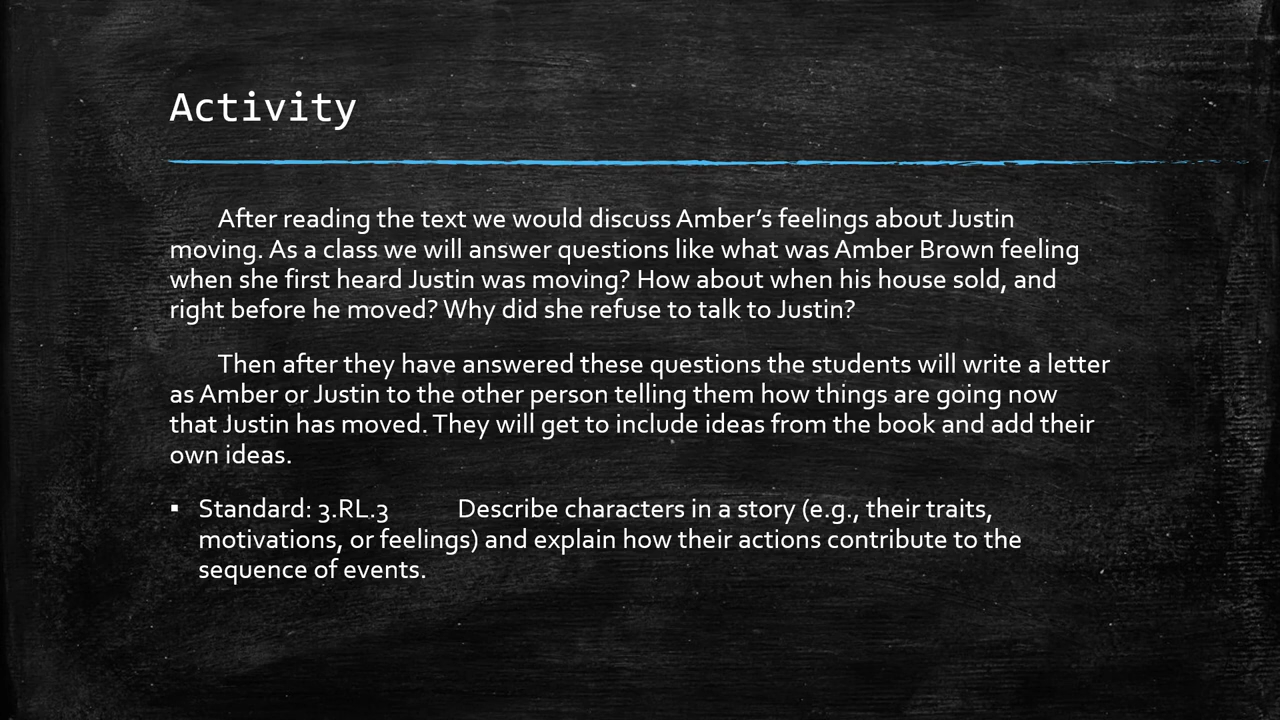 Activity
After reading the text we would discuss Amber’s feelings about Justin
moving. As a class we will answer questions like what was Amber Brown feeling
when she first heard Justin was moving? How about when his house sold, and
right before he moved? Why did she refuse to talk to Justin?
Then after they have answered these questions the students will write a letter
as Amber or Justin to the other person telling them how things are going now
that Justin has moved. They will get to include ideas from the book and add their
own ideas.
▪ Standard: 3.RL.3 Describe characters in a story (e.g., their traits,
motivations, or feelings) and explain how their actions contribute to the
sequence of events.